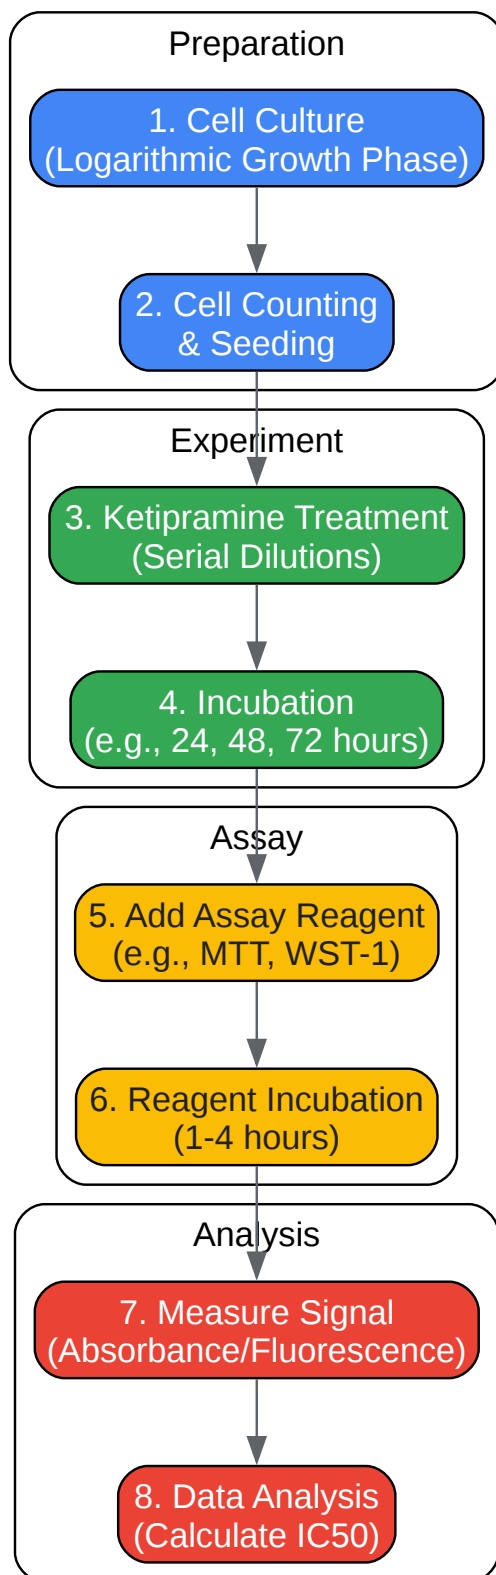 Preparation
1. Cell Culture
(Logarithmic Growth Phase)
2. Cell Counting
& Seeding
Experiment
3. Ketipramine Treatment
(Serial Dilutions)
4. Incubation
(e.g., 24, 48, 72 hours)
Assay
5. Add Assay Reagent
(e.g., MTT, WST-1)
6. Reagent Incubation
(1-4 hours)
Analysis
7. Measure Signal
(Absorbance/Fluorescence)
8. Data Analysis
(Calculate IC50)